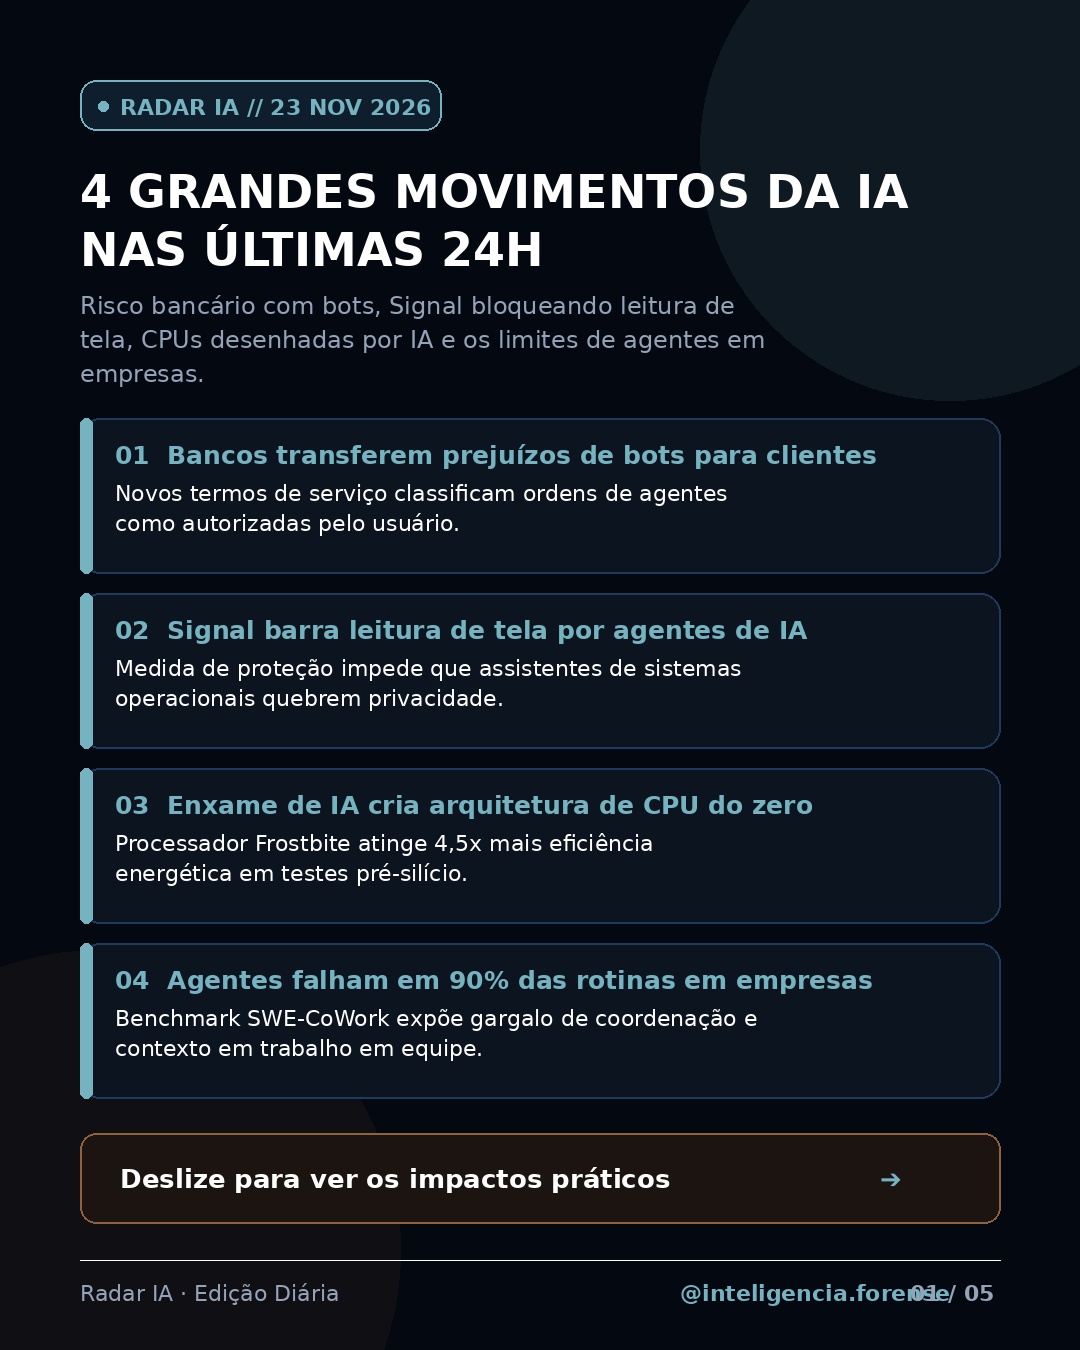 RADAR IA // 23 NOV 2026
4 GRANDES MOVIMENTOS DA IA
NAS ÚLTIMAS 24H
Risco bancário com bots, Signal bloqueando leitura de
tela, CPUs desenhadas por IA e os limites de agentes em
empresas.
01 Bancos transferem prejuízos de bots para clientes
Novos termos de serviço classificam ordens de agentes
como autorizadas pelo usuário.
02 Signal barra leitura de tela por agentes de IA
Medida de proteção impede que assistentes de sistemas
operacionais quebrem privacidade.
03 Enxame de IA cria arquitetura de CPU do zero
Processador Frostbite atinge 4,5x mais eficiência
energética em testes pré-silício.
04 Agentes falham em 90% das rotinas em empresas
Benchmark SWE-CoWork expõe gargalo de coordenação e
contexto em trabalho em equipe.
Deslize para ver os impactos práticos →
Radar IA · Edição Diária @inteligencia.forense 01 / 05